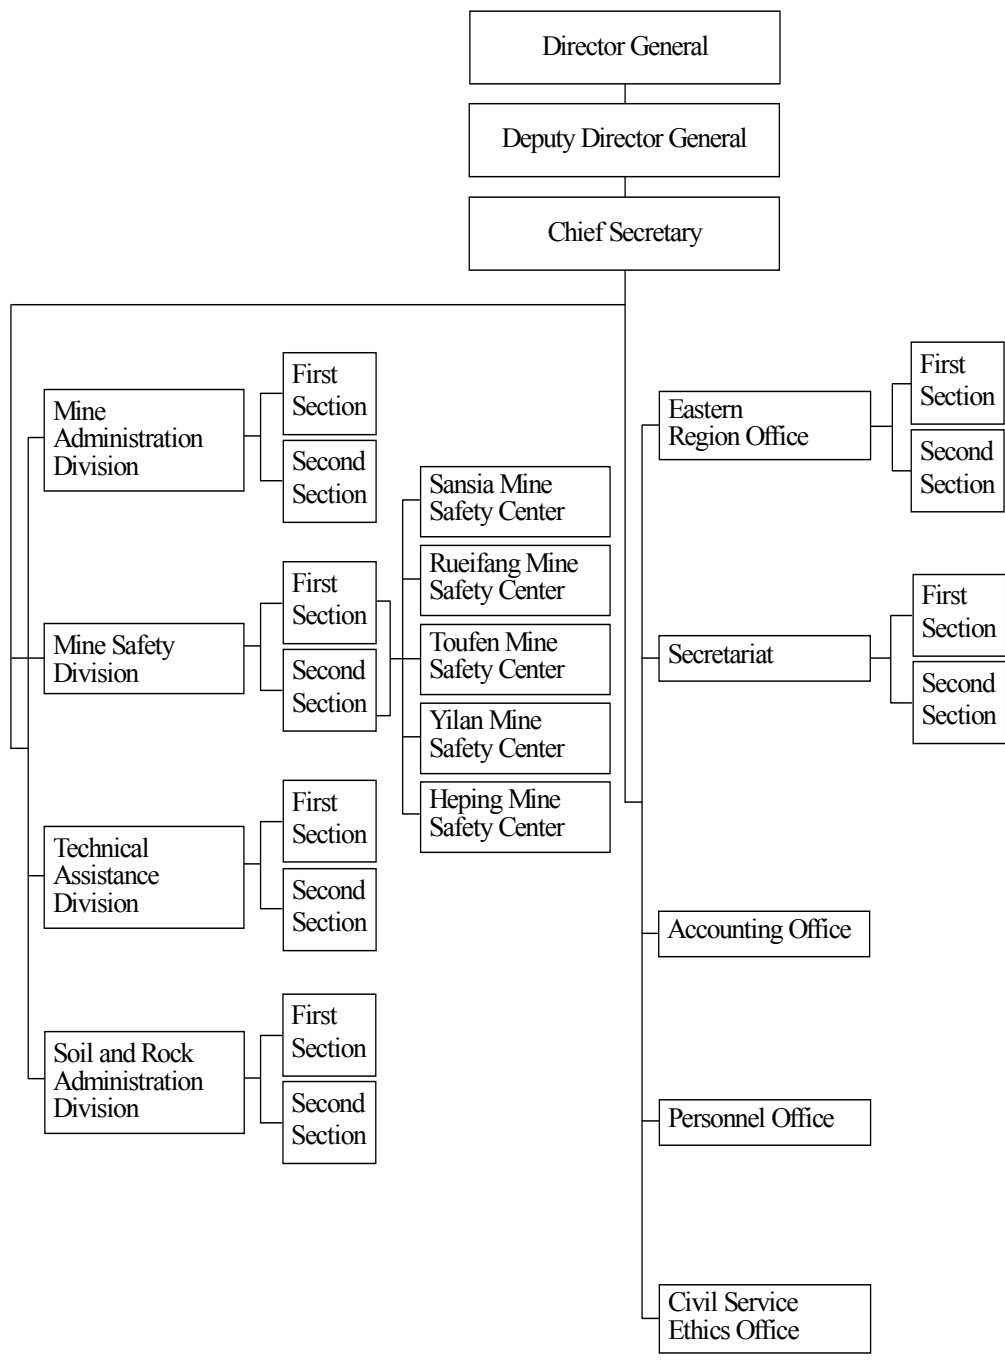 Director General
Deputy Director General
Chief Secretary
Mine
Administration
Division
First
Section
Second
Section
Mine Safety
Division
First
Section
Second
Section
Sansia Mine
Safety Center
Rueifang Mine
Safety Center
Toufen Mine
Safety Center
Yilan Mine
Safety Center
Heping Mine
Safety Center
Technical
Assistance
Division
First
Section
Second
Section
Soil and Rock
Administration
Division
First
Section
Second
Section
Eastern
Region Office
First
Section
Second
Section
Secretariat
First
Section
Second
Section
Accounting Office
Personnel Office
Civil Service
Ethics Office